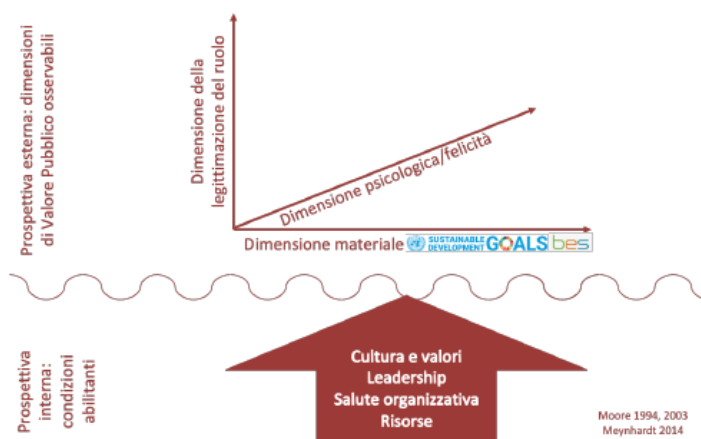 Prospettiva esterna: dimensioni
di Valore Pubblico osservabili
Dimensione della
legittimazione del ruolo
Dimensione psicologica/felicità
Dimensione materiale
SUSTAINABLE
DEVELOPMENT
GOALS
bes
Prospettiva
interna:
condizioni
abilitanti
Cultura e valori
Leadership
Salute organizzativa
Risorse
Moore 1994, 2003
Meynhardt 2014